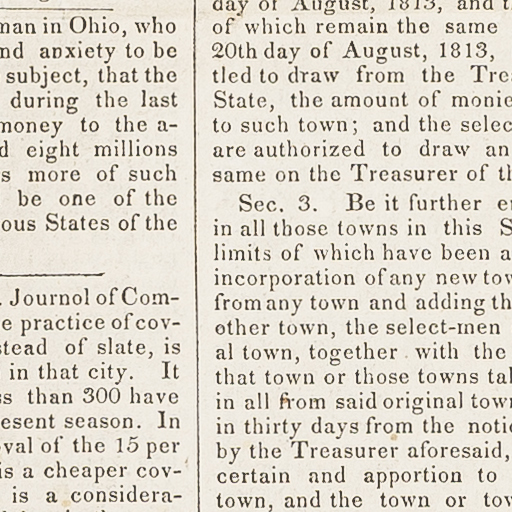 man in Ohio, who
nd anxiety to be
subject, that the
during the last
money to the a-
d eight millions
s more of such
be one of the
ous States of the
. Journol of Com-
e practice of cov-
stead of slate, is
in that city. It
ss than 300 have
esent season. In
oval of the 15 per
is a cheaper cov-
is a considera-
day of August, 1813, and
of which remain the same
20th day of August, 1813,
tled to draw from the Tre
State, the amount of monie
to such town; and the selec
are authorized to draw an
same on the Treasurer of th
Sec. 3. Be it further e
in all those towns in this S
limits of which have been a
incorporation of any new tow
from any town and adding th
other town, the select-men
al town, together with the
that town or those towns tal
in all from said original town
in thirty days from the notic
by the Treasurer aforesaid,
certain and apportion to
town, and the town or tow